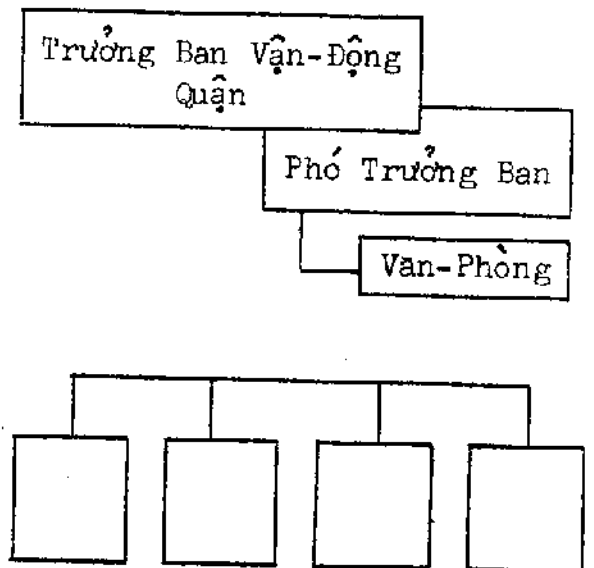 Trưởng Ban Vận-Động
Quận
Phó Trưởng Ban
Văn-Phòng